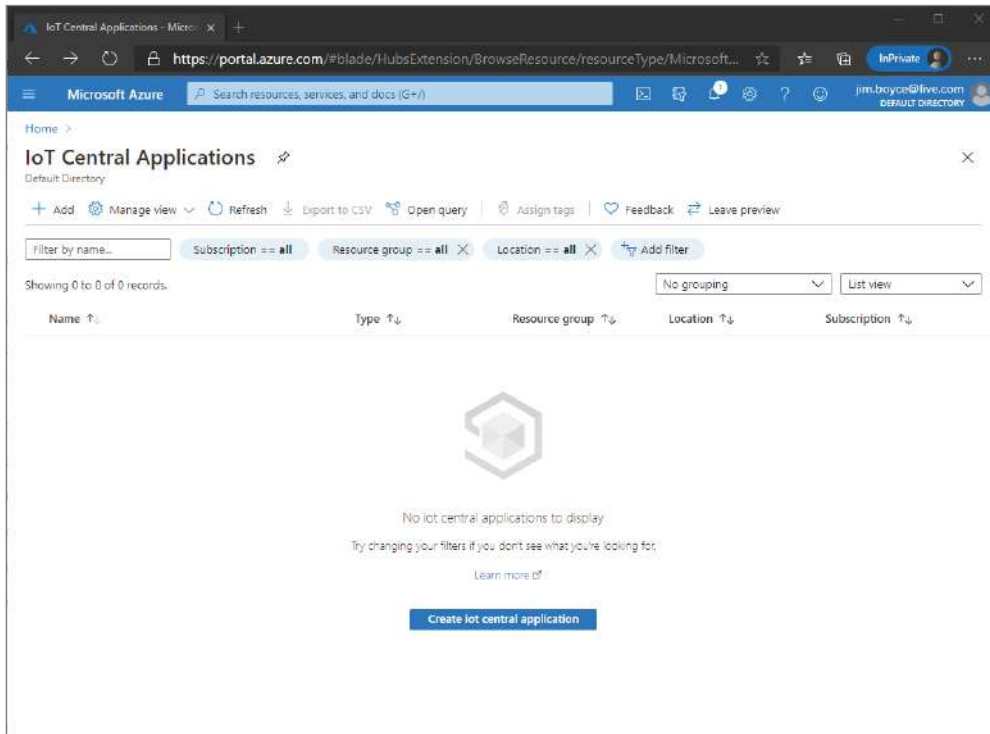 IoT Central Applications - Micro
https://portal.azure.com/#blade/HubsExtension/BrowseResource/resourceType/Microsoft...
InPrivate
Microsoft Azure
Search resources, services, and docs (G+/)
1
jim.boyce@live.com
DEFAULT DIRECTORY
Home >
IoT Central Applications
Default Directory
Add
Manage view
Refresh
Export to CSV
Open query
Assign tags
Feedback
Leave preview
Filter by name...
Subscription == all
Resource group == all
Location == all
Add filter
Showing 0 to 0 of 0 records.
No grouping
List view
Name
Type
Resource group
Location
Subscription
No iot central applications to display
Try changing your filters if you don't see what you're looking for.
Learn more
Create iot central application